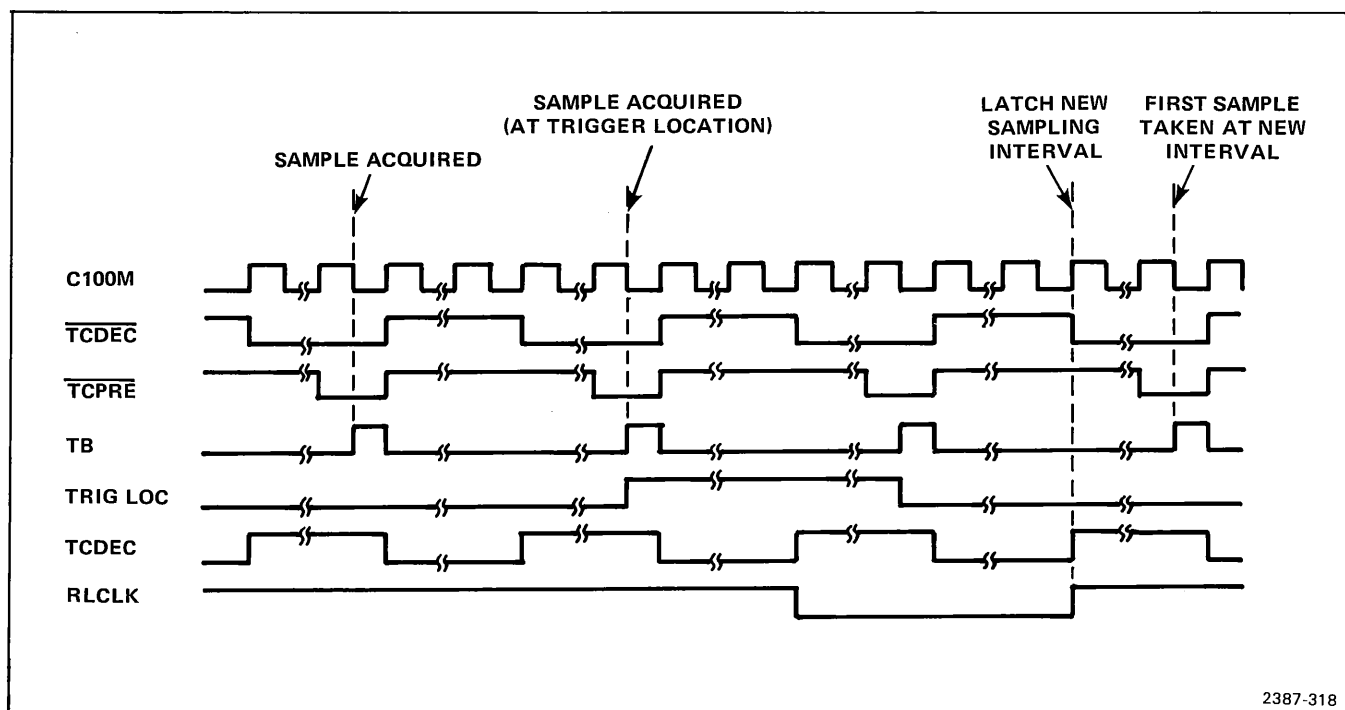 SAMPLE ACQUIRED
SAMPLE ACQUIRED
(AT TRIGGER LOCATION)
LATCH NEW
SAMPLING
INTERVAL
FIRST SAMPLE
TAKEN AT NEW
INTERVAL
C100M
TCDEC
TCPRE
TB
TRIG LOC
TCDEC
RLCLK
2387-318